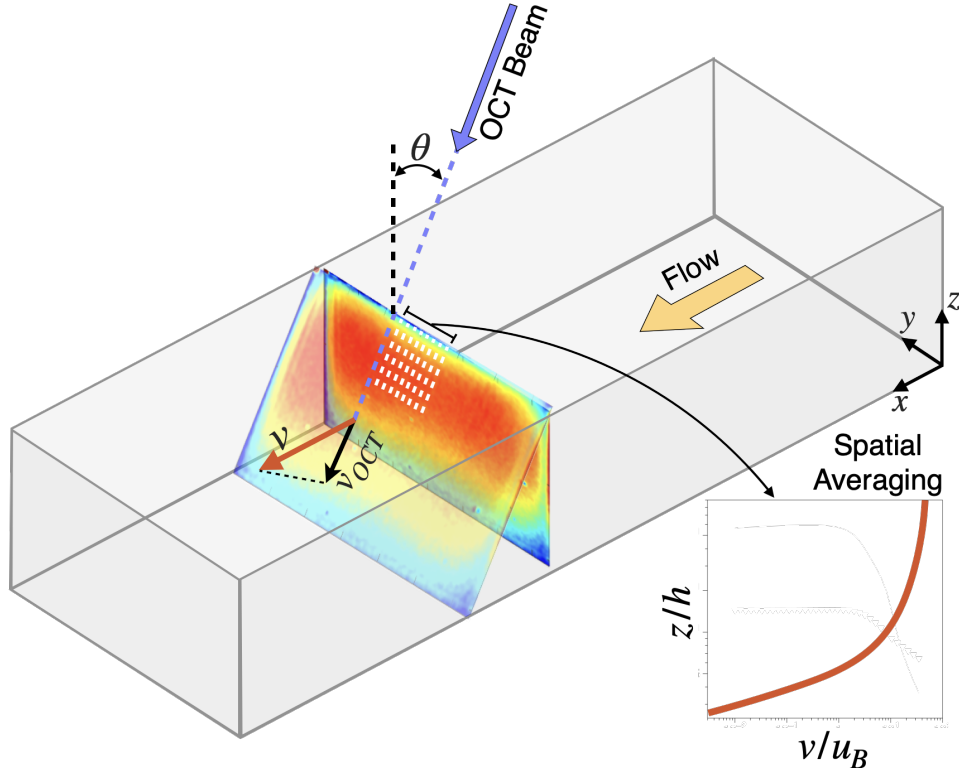 OCT Beam
θ
Flow
z
y
x
v
v_OCT
Spatial
Averaging
z/h
v/u_B